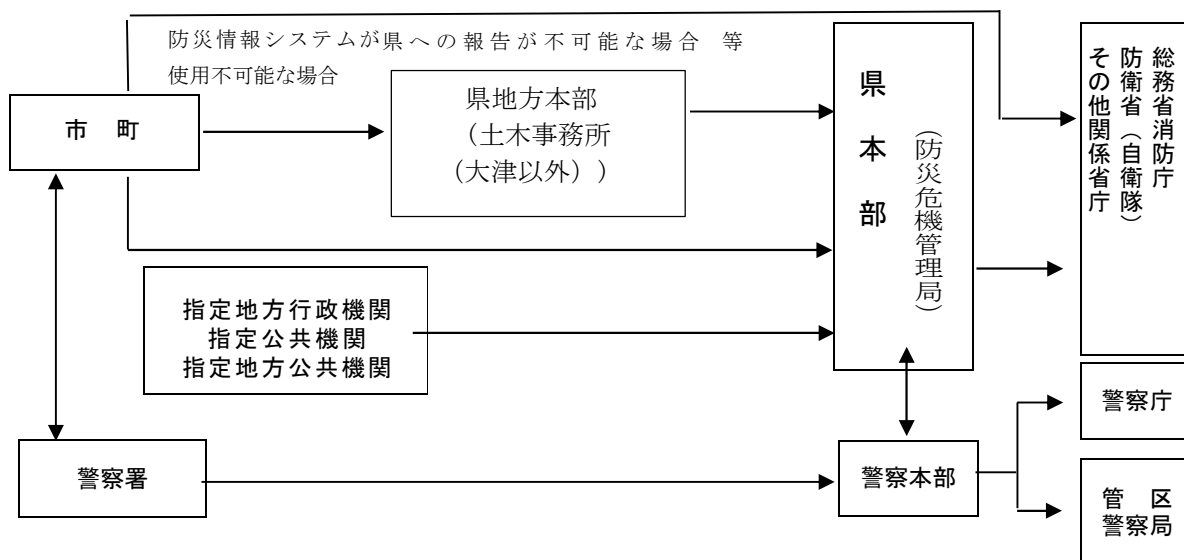 防災情報システムが県への報告が不可能な場合 等
使用不可能な場合
市 町
県地方本部
(土木事務所
(大津以外))
県本部
(防災危機管理局)
総務省消防庁
防衛省(自衛隊)
その他関係省庁
指定地方行政機関
指定公共機関
指定地方公共機関
警察署
警察本部
警察庁
管 区
警察局